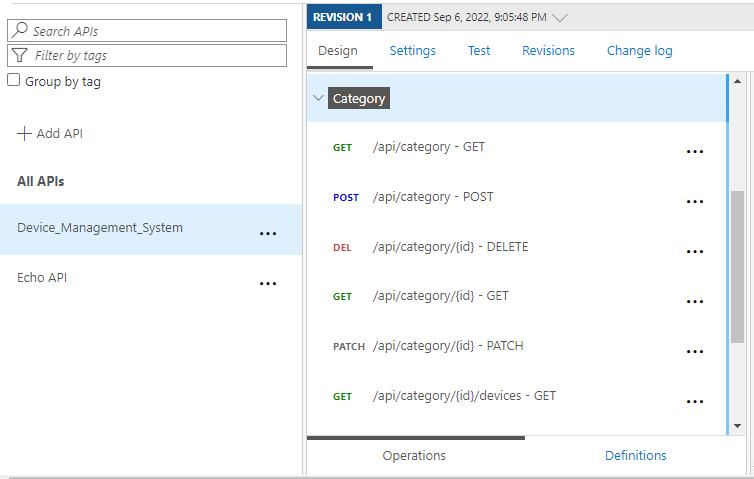 Search APIs
Filter by tags
Group by tag
+ Add API
All APIs
Device_Management_System
Echo API
REVISION 1 CREATED Sep 6, 2022, 9:05:48 PM
Design Settings Test Revisions Change log
Category
GET /api/category - GET
POST /api/category - POST
DEL /api/category/{id} - DELETE
GET /api/category/{id} - GET
PATCH /api/category/{id} - PATCH
GET /api/category/{id}/devices - GET
Operations Definitions